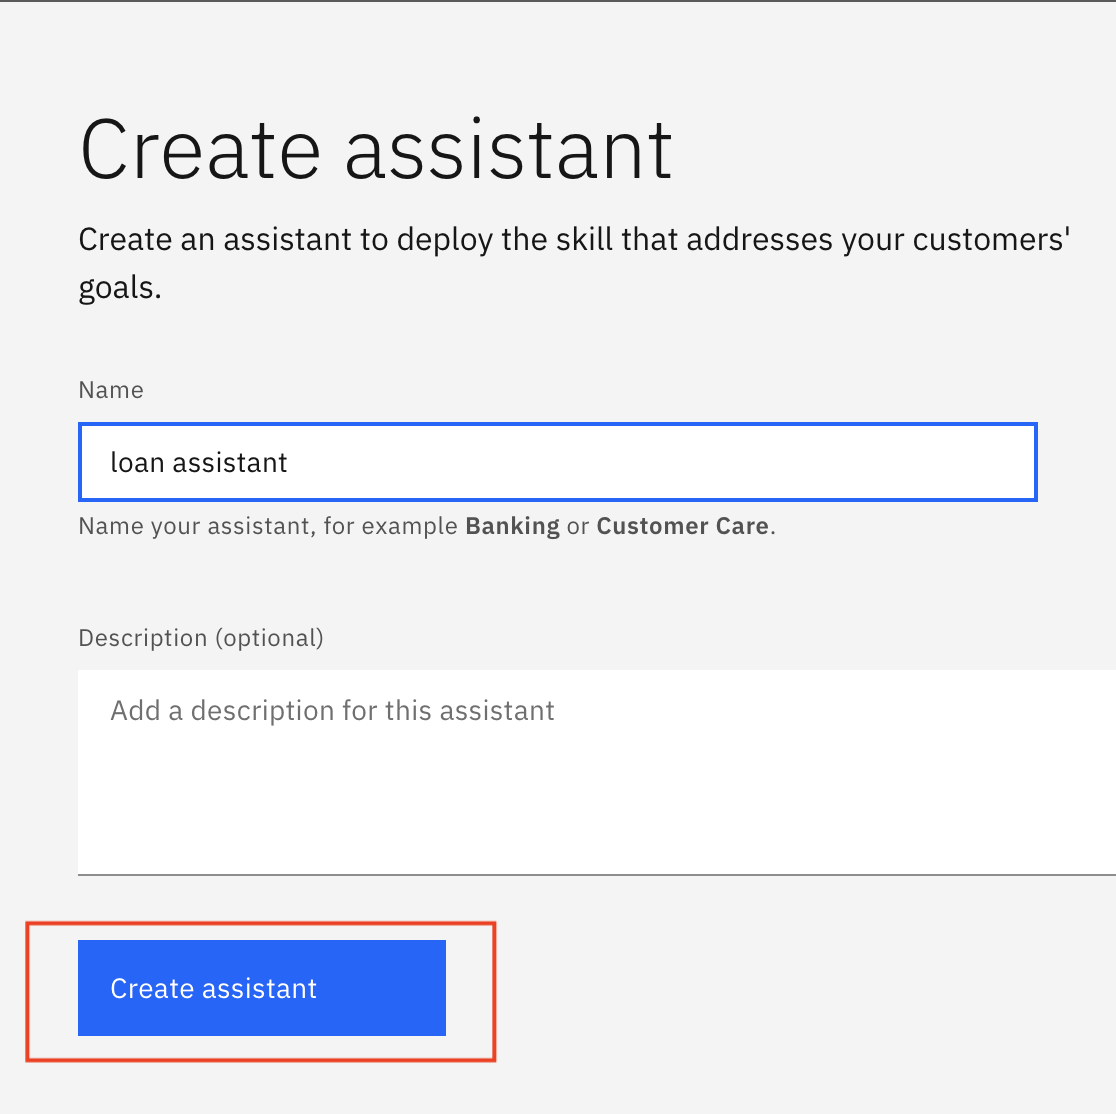 Create assistant
Create an assistant to deploy the skill that addresses your customers'
goals.
Name
loan assistant
Name your assistant, for example Banking or Customer Care.
Description (optional)
Add a description for this assistant
Create assistant